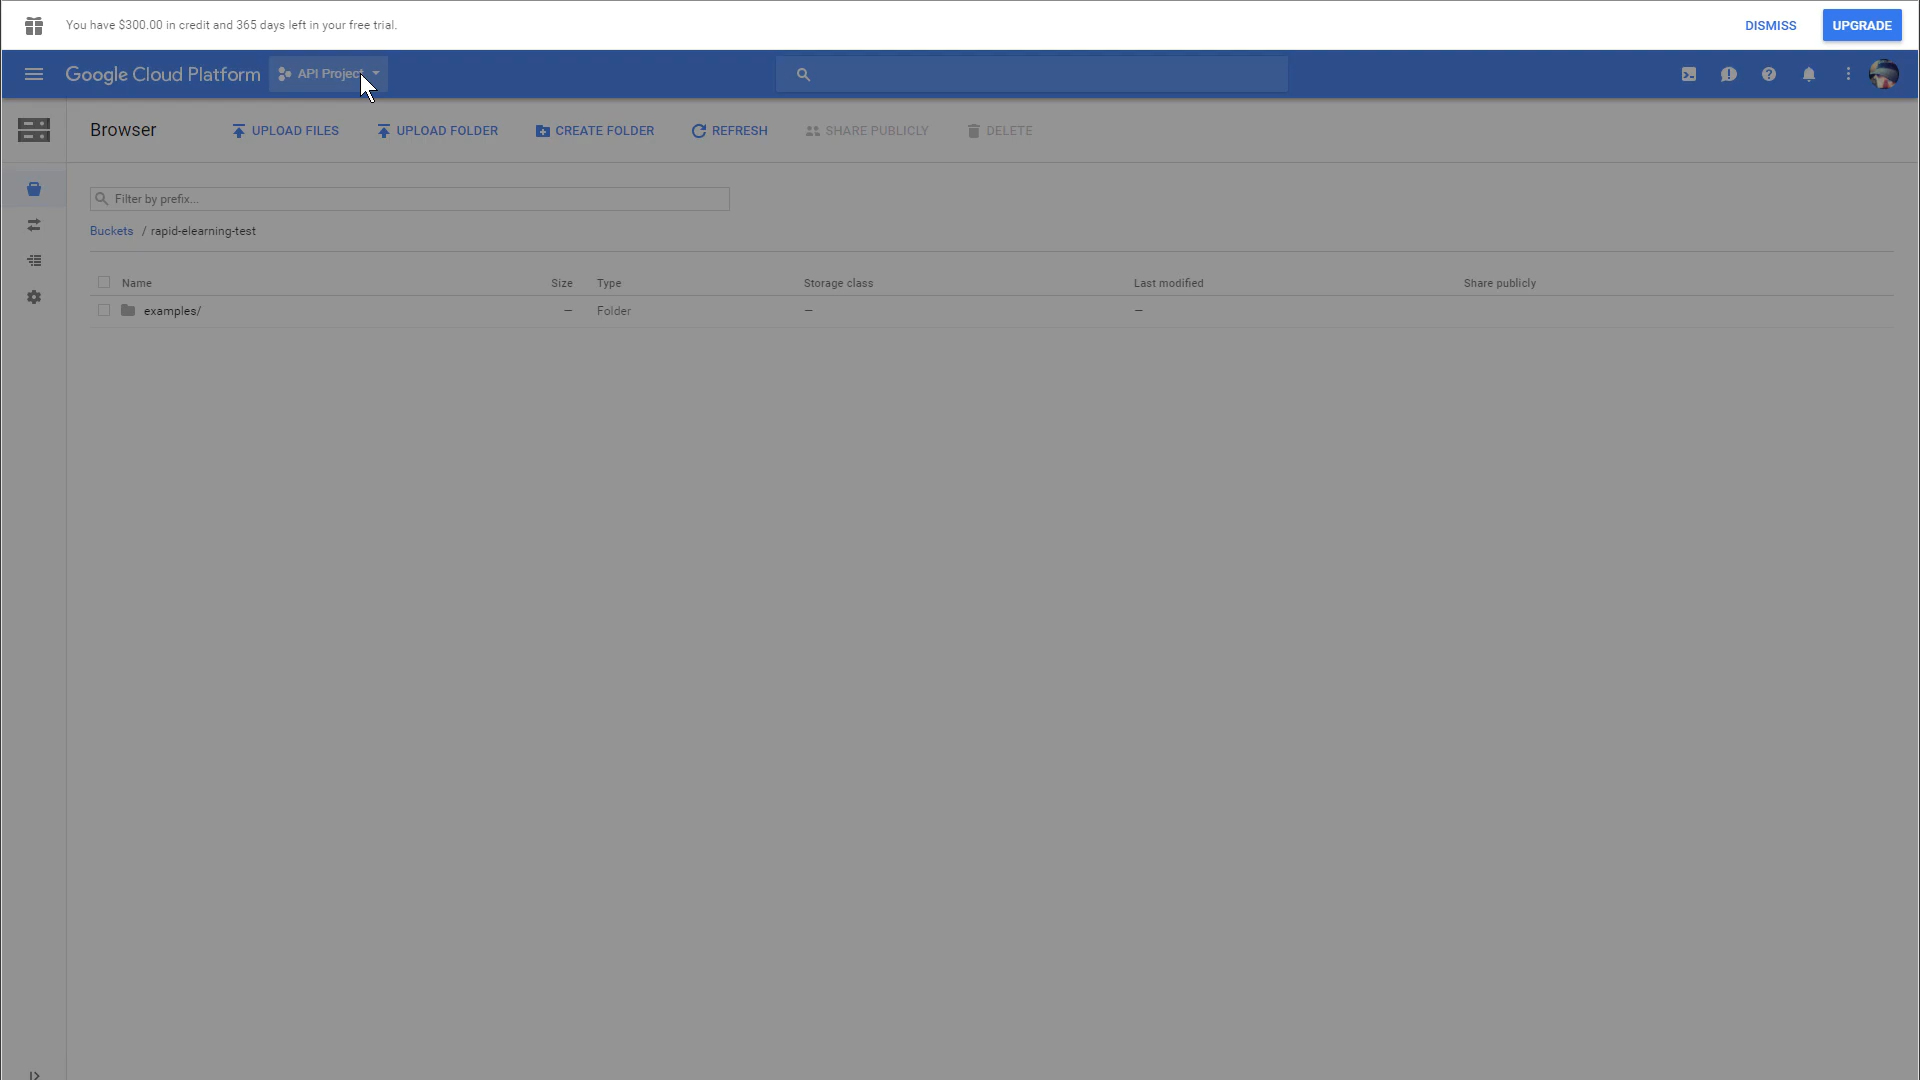 You have $300.00 in credit and 365 days left in your free trial.
DISMISS
UPGRADE
Google Cloud Platform
API Project
Browser
UPLOAD FILES
UPLOAD FOLDER
CREATE FOLDER
REFRESH
SHARE PUBLICLY
DELETE
Filter by prefix...
Buckets / rapid-elearning-test
Name Size Type Storage class Last modified Share publicly
examples/ — Folder — —